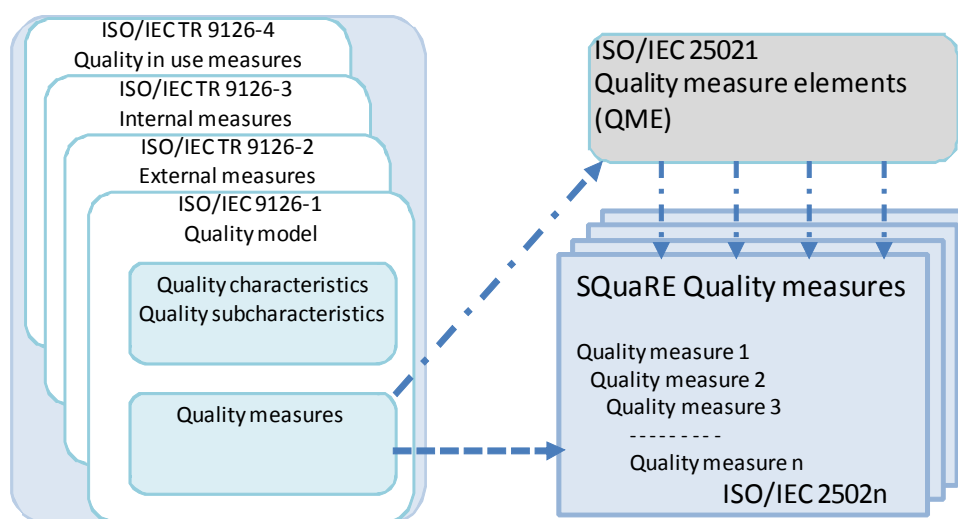 ISO/IEC TR 9126-4
Quality in use measures
ISO/IEC TR 9126-3
Internal measures
ISO/IEC TR 9126-2
External measures
ISO/IEC 9126-1
Quality model
Quality characteristics
Quality subcharacteristics
Quality measures
ISO/IEC 25021
Quality measure elements
(QME)
SQuaRE Quality measures
Quality measure 1
Quality measure 2
Quality measure 3
- - - - - - - - -
Quality measure n
ISO/IEC 2502n